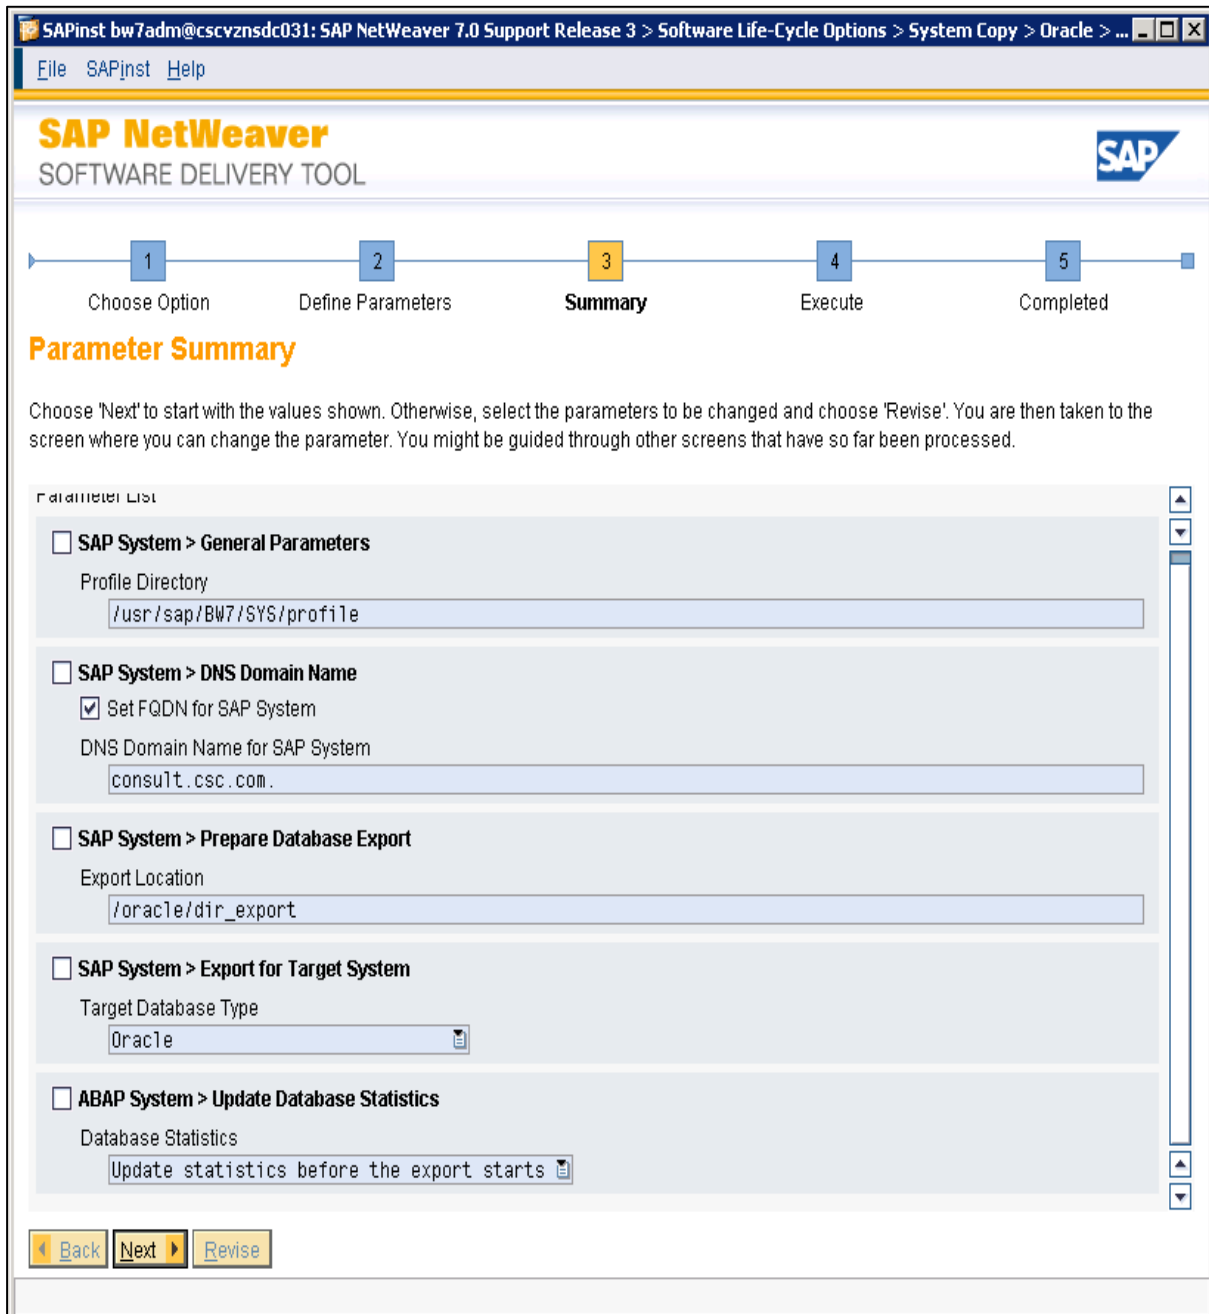 SAPinst bw7adm@cscvznsdc031: SAP NetWeaver 7.0 Support Release 3 > Software Life-Cycle Options > System Copy > Oracle > ...
File SAPinst Help
SAP NetWeaver
SOFTWARE DELIVERY TOOL
SAP
1 2 3 4 5
Choose Option Define Parameters Summary Execute Completed
Parameter Summary
Choose 'Next' to start with the values shown. Otherwise, select the parameters to be changed and choose 'Revise'. You are then taken to the
screen where you can change the parameter. You might be guided through other screens that have so far been processed.
Parameter List
SAP System > General Parameters
Profile Directory
/usr/sap/BW7/SYS/profile
SAP System > DNS Domain Name
Set FQDN for SAP System
DNS Domain Name for SAP System
consult.csc.com.
SAP System > Prepare Database Export
Export Location
/oracle/dir_export
SAP System > Export for Target System
Target Database Type
Oracle
ABAP System > Update Database Statistics
Database Statistics
Update statistics before the export starts
Back Next Revise